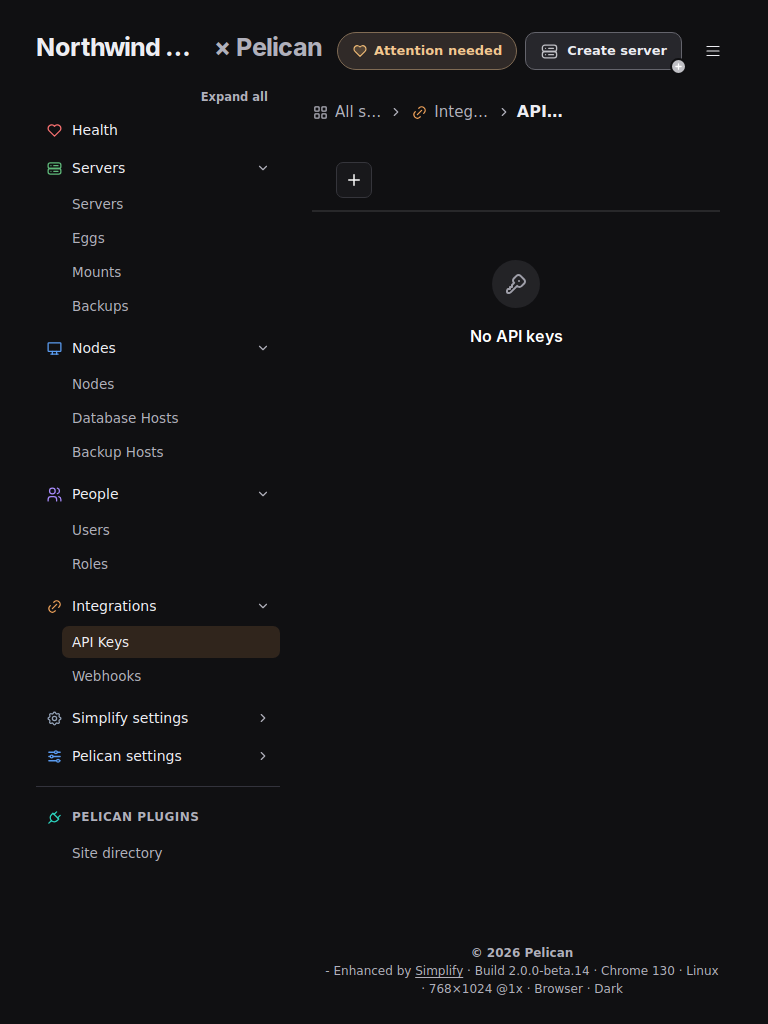 Northwind ... × Pelican
Attention needed
Create server
Expand all
Health
Servers
Servers
Eggs
Mounts
Backups
Nodes
Nodes
Database Hosts
Backup Hosts
People
Users
Roles
Integrations
API Keys
Webhooks
Simplify settings
Pelican settings
PELICAN PLUGINS
Site directory
All s... > Integ... > API...
No API keys
© 2026 Pelican
- Enhanced by Simplify · Build 2.0.0-beta.14 · Chrome 130 · Linux
· 768×1024 @1x · Browser · Dark